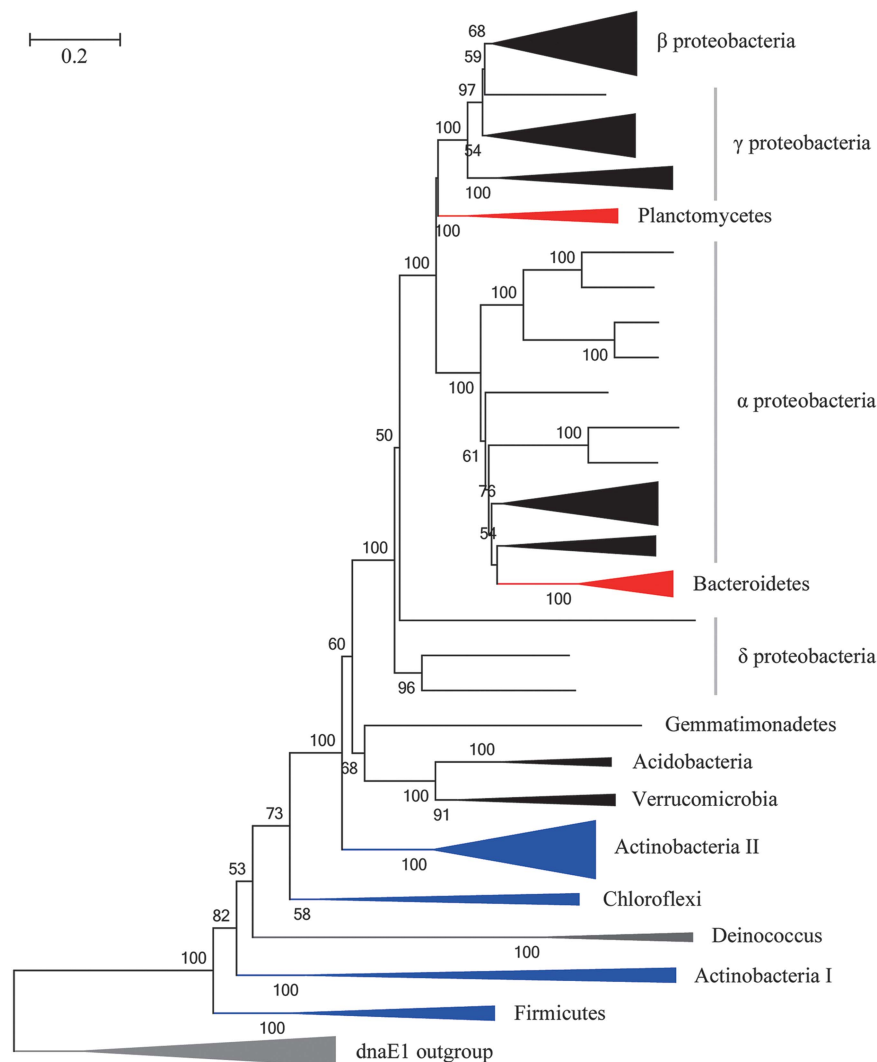 68
β proteobacteria
0.2
59
97
100
54
γ proteobacteria
100
Planctomycetes
100
100
100
100
100
100
α proteobacteria
100
50
61
76
54
100
100
Bacteroidetes
60
δ proteobacteria
96
100
Gemmatimonadetes
68
100
Acidobacteria
100
Verrucomicrobia
91
73
Actinobacteria II
100
53
Chloroflexi
58
82
Deinococcus
100
100
Actinobacteria I
100
Firmicutes
100
dnaE1 outgroup